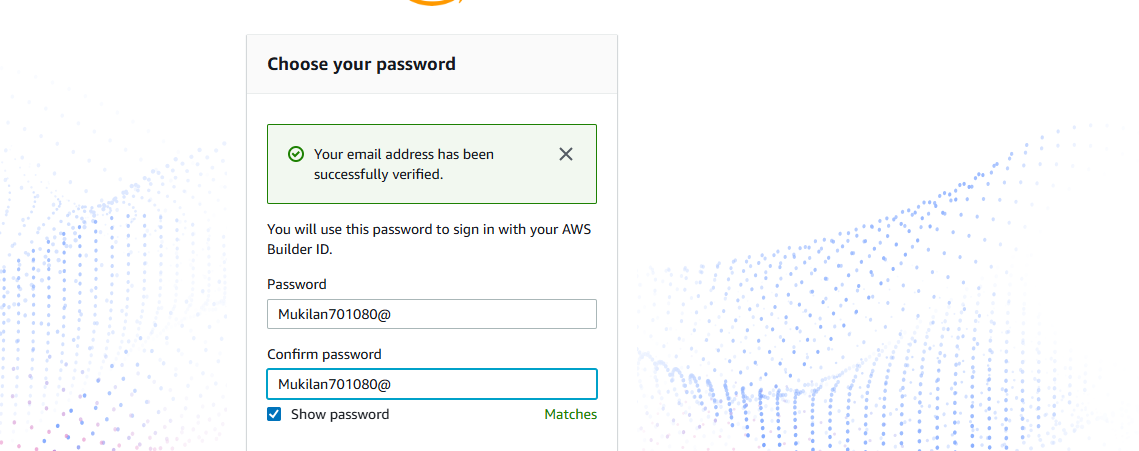 Choose your password
Your email address has been
successfully verified.
You will use this password to sign in with your AWS
Builder ID.
Password
Mukilan701080@
Confirm password
Mukilan701080@
Show password
Matches